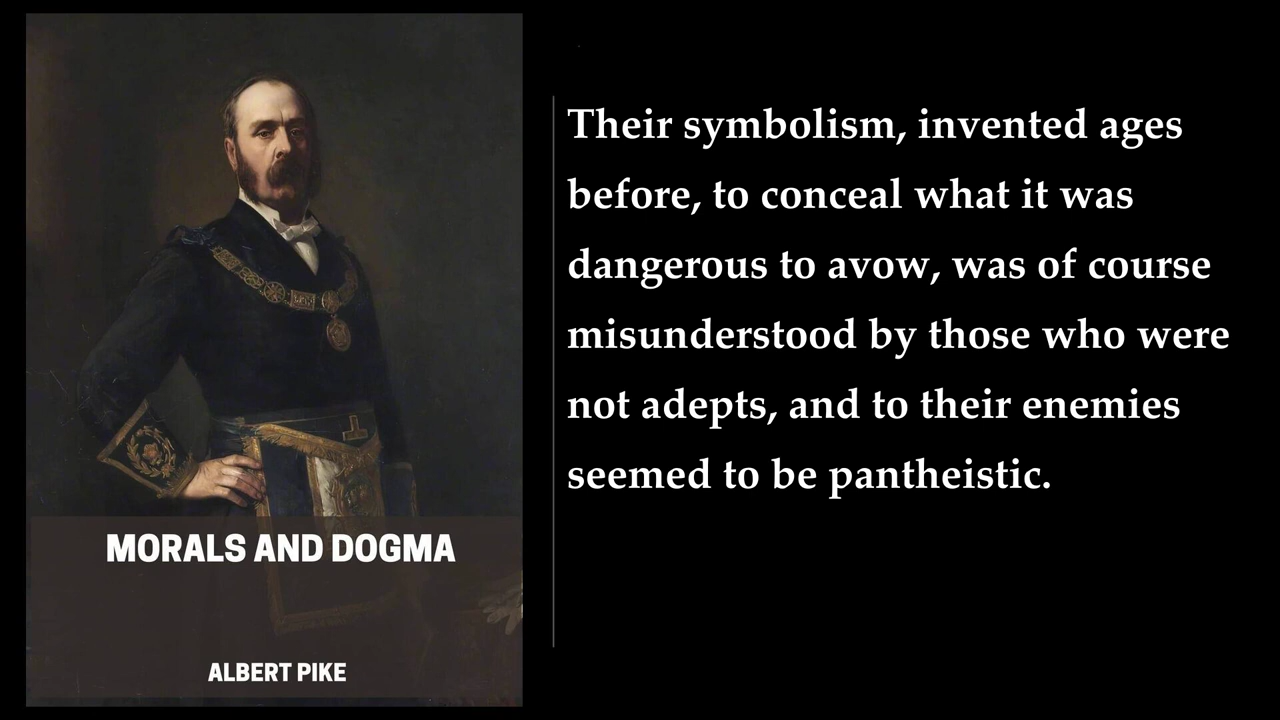 MORALS AND DOGMA
ALBERT PIKE
Their symbolism, invented ages
before, to conceal what it was
dangerous to avow, was of course
misunderstood by those who were
not adepts, and to their enemies
seemed to be pantheistic.